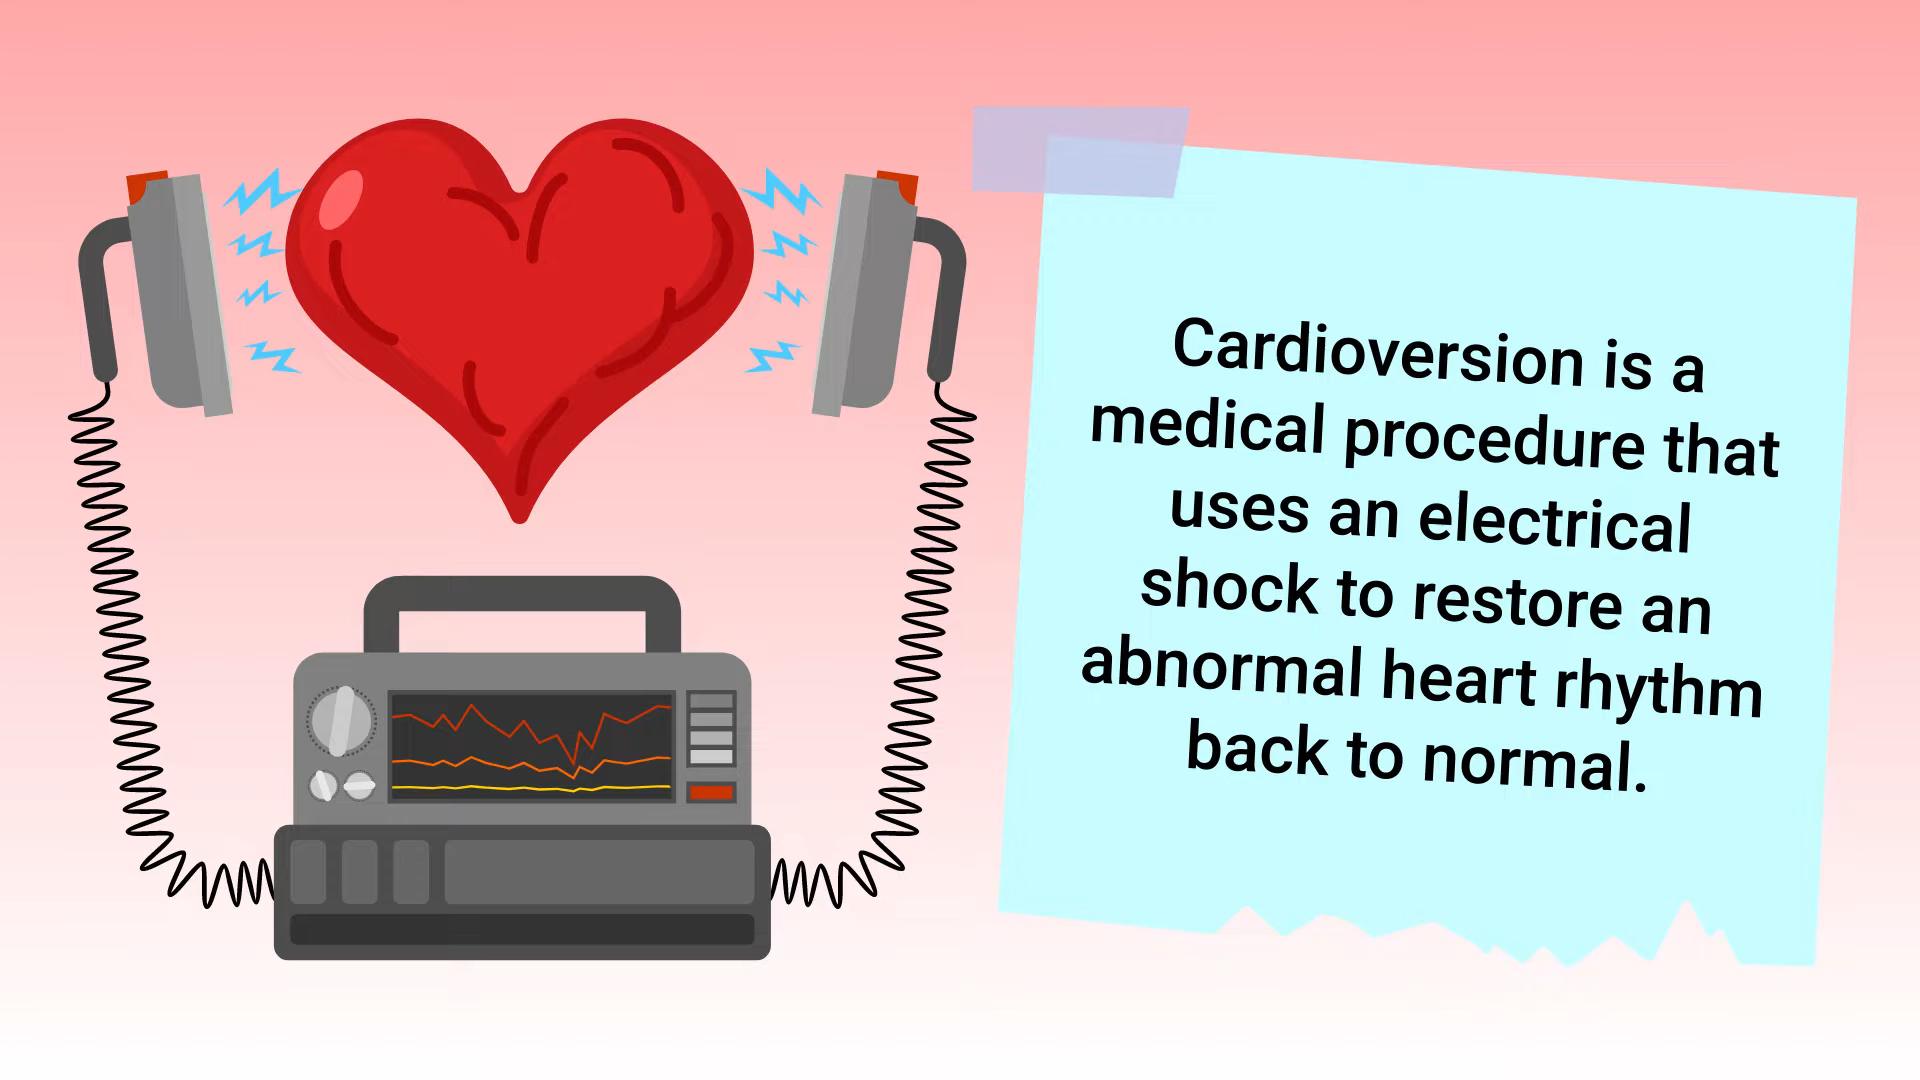 Cardioversion is a
medical procedure that
uses an electrical
shock to restore an
abnormal heart rhythm
back to normal.